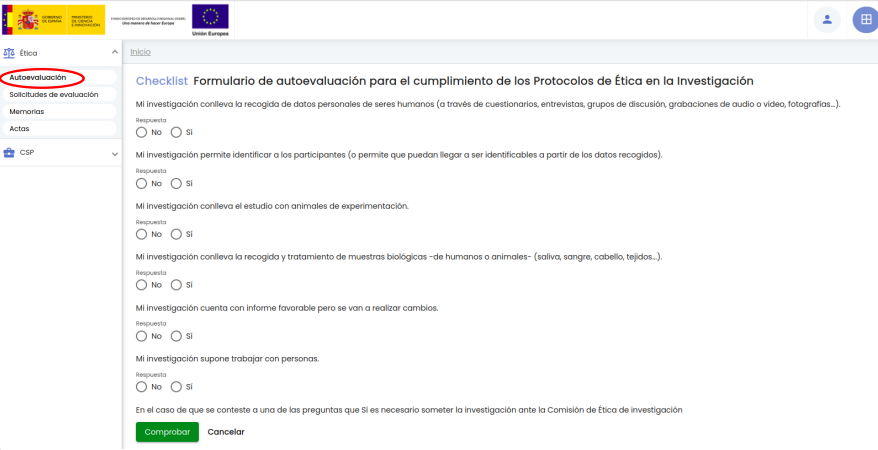 GOBIERNO
DE ESPAÑA
MINISTERIO
DE CIENCIA
E INNOVACIÓN
Una manera de hacer Europa
Unión Europea
Ética
Autoevaluación
Solicitudes de evaluación
Memorias
Actas
CSP
Inicio
Checklist Formulario de autoevaluación para el cumplimiento de los Protocolos de Ética en la Investigación
Mi investigación conlleva la recogida de datos personales de seres humanos (a través de cuestionarios, entrevistas, grupos de discusión, grabaciones de audio o video, fotografías...).
Respuesta
No Sí
Mi investigación permite identificar a los participantes (o permite que puedan llegar a ser identificables a partir de los datos recogidos).
Respuesta
No Sí
Mi investigación conlleva el estudio con animales de experimentación.
Respuesta
No Sí
Mi investigación conlleva la recogida y tratamiento de muestras biológicas -de humanos o animales- (saliva, sangre, cabello, tejidos...).
Respuesta
No Sí
Mi investigación cuenta con informe favorable pero se van a realizar cambios.
Respuesta
No Sí
Mi investigación supone trabajar con personas.
Respuesta
No Sí
En el caso de que se conteste a una de las preguntas que Sí es necesario someter la investigación ante la Comisión de Ética de investigación
Comprobar Cancelar